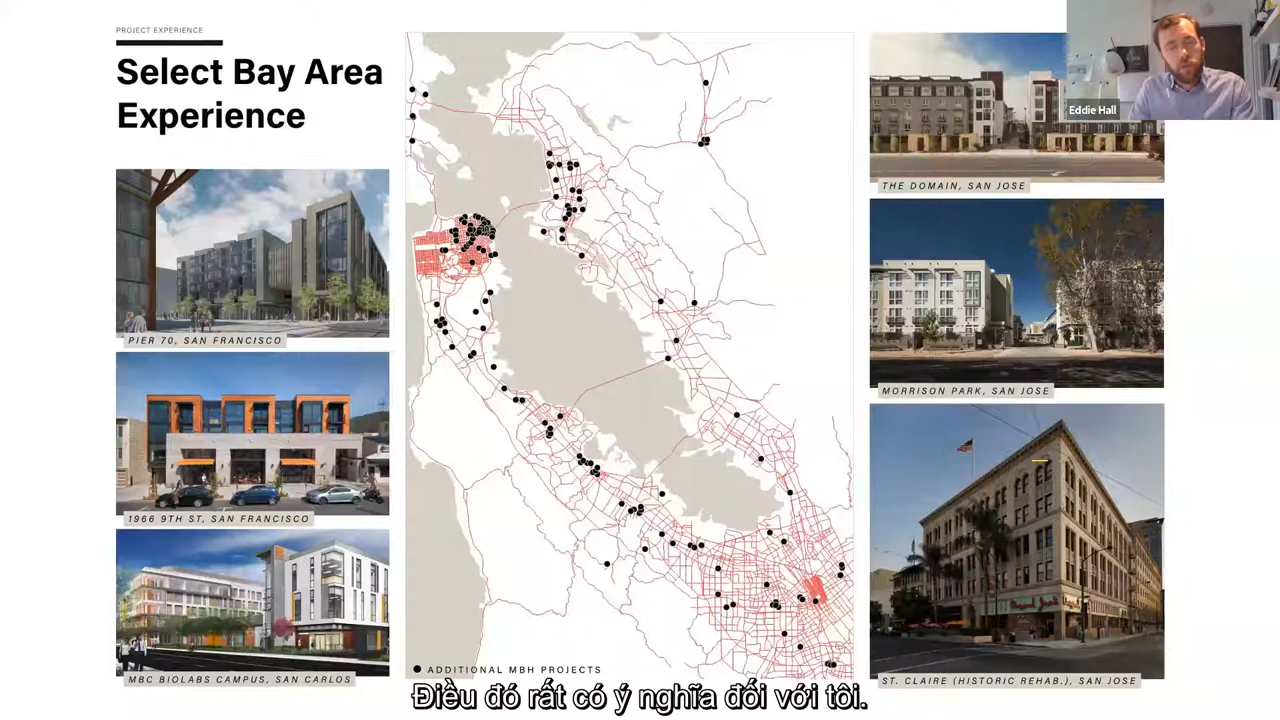 PROJECT EXPERIENCE
Select Bay Area
Experience
PIER 70, SAN FRANCISCO
1966 9TH ST, SAN FRANCISCO
MBC BIOLABS CAMPUS, SAN CARLOS
ADDITIONAL MBH PROJECTS
Eddie Hall
THE DOMAIN, SAN JOSE
MORRISON PARK, SAN JOSE
ST. CLAIRE (HISTORIC REHAB.), SAN JOSE
Điều đó rất có ý nghĩa đối với tôi.